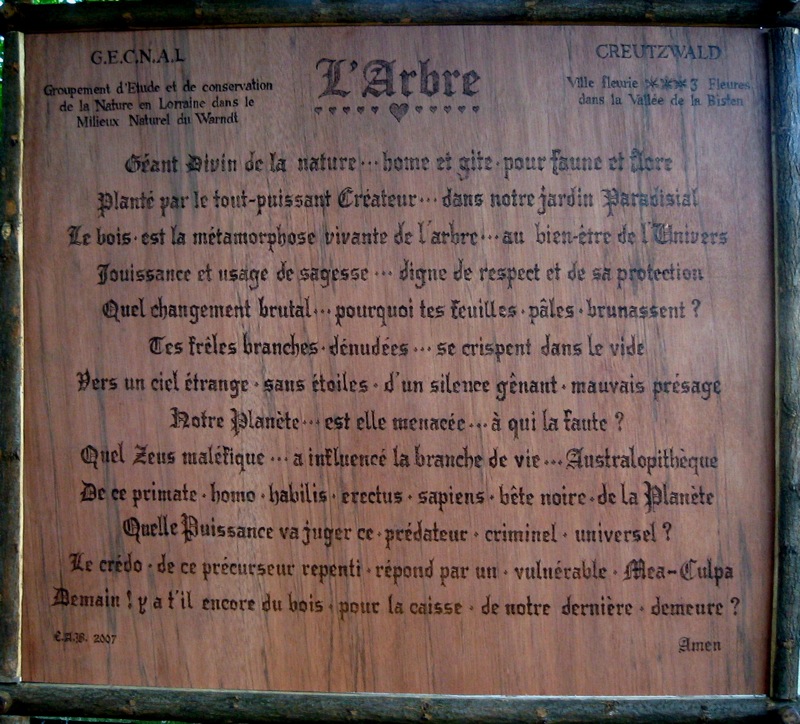 G.E.C.N.A.L
Groupement d'Etude et de conservation
de la Nature en Lorraine dans le
Milieux Naturel du Warndt
L'Arbre
CREUTZWALD
Ville fleurie 3 Fleures
dans la Vallée de la Bisten
Géant Divin de la nature... home et gîte · pour faune et flore
Planté par le tout-puissant Créateur... dans notre jardin Paradisial
Le bois · est la métamorphose vivante de l'arbre... au bien-être de l'Univers
Jouissance et usage de sagesse ... digne de respect et de sa protection
Quel changement brutal... pourquoi tes feuilles · pâles · brunassent ?
Tes frêles branches · dénudées ... se crispent dans le vide
Vers un ciel étrange · sans étoiles · d'un silence gênant · mauvais présage
Notre Planète... est elle menacée... à qui la faute ?
Quel Zeus maléfique ... a influencé la branche de vie... Australopithèque
De ce primate · homo · habilis · erectus · sapiens · bête noire · de la Planète
Quelle Puissance va juger ce · prédateur · criminel · universel ?
Le crédo · de ce précurseur repenti · répond par un · vulnérable · Mea-Culpa
Demain ! y a t'il encore du bois · pour la caisse · de notre dernière · demeure ?
2007
Amen